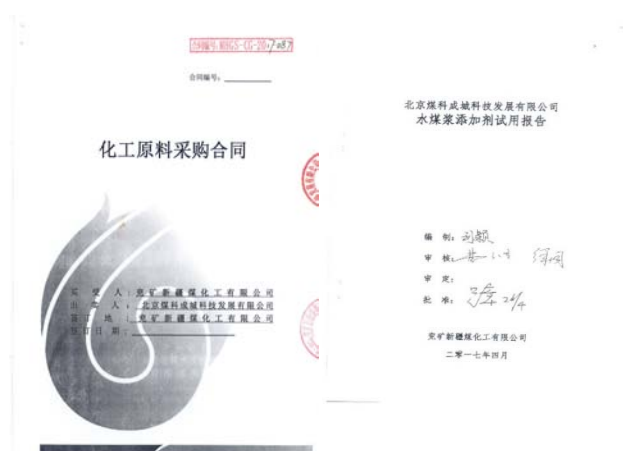 合同编号:
化工原料采购合同
买 受 人：兖矿新疆煤化工有限公司
出 卖 人：北京煤科成城科技发展有限公司
签 订 地：兖矿新疆煤化工有限公司
签订日期：
北京煤科成城科技发展有限公司
水煤浆添加剂试用报告
编 制：
审 核：
审 定：
批 准：
兖矿新疆煤化工有限公司
二零一七年四月